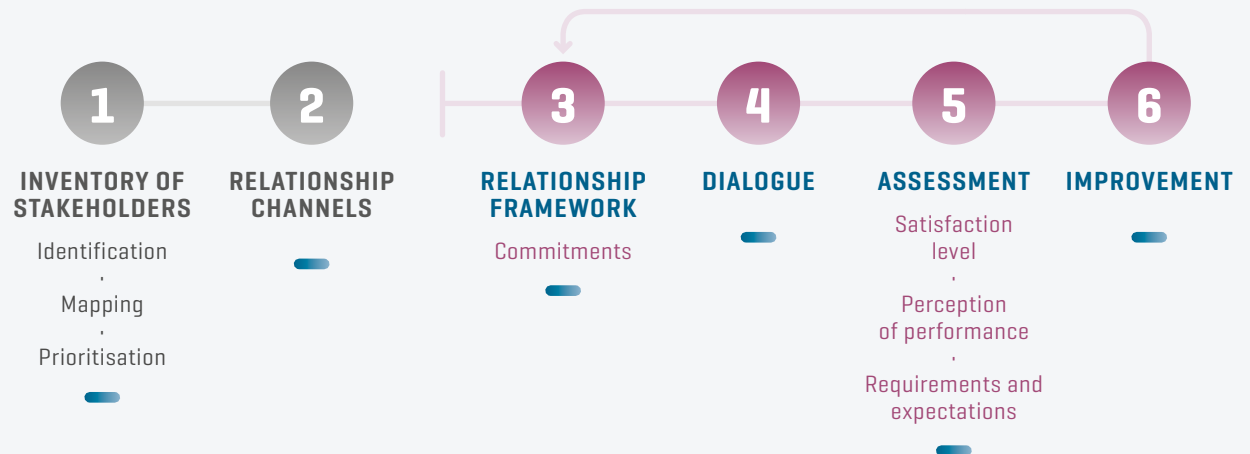 1
INVENTORY OF
STAKEHOLDERS
Identification
·
Mapping
·
Prioritisation
2
RELATIONSHIP
CHANNELS
3
RELATIONSHIP
FRAMEWORK
Commitments
4
DIALOGUE
5
ASSESSMENT
Satisfaction
level
·
Perception
of performance
·
Requirements and
expectations
6
IMPROVEMENT